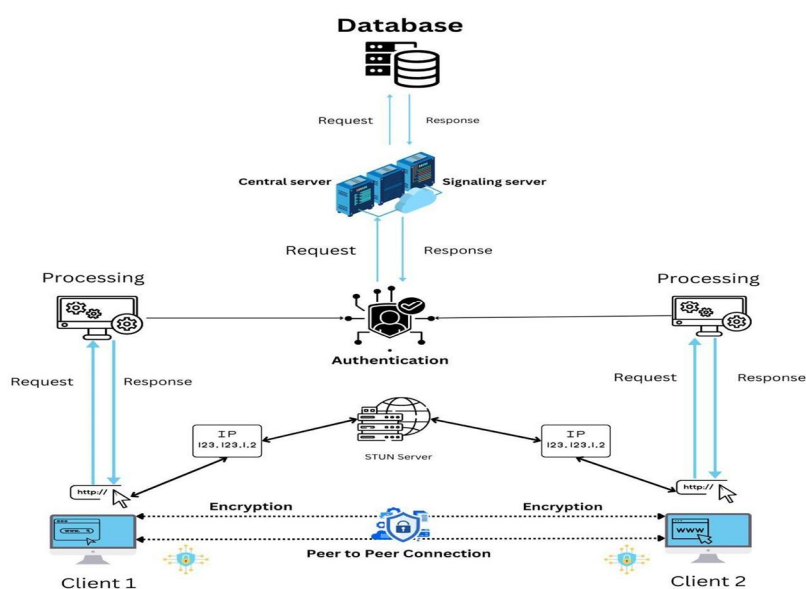 Database
Request
Response
Central server
Signaling server
Request
Response
Processing
Processing
Authentication
Request
Response
Request
Response
IP
123.123.1.2
STUN Server
IP
123.123.1.2
http://
http://
Encryption
Encryption
www
www
Peer to Peer Connection
Client 1
Client 2